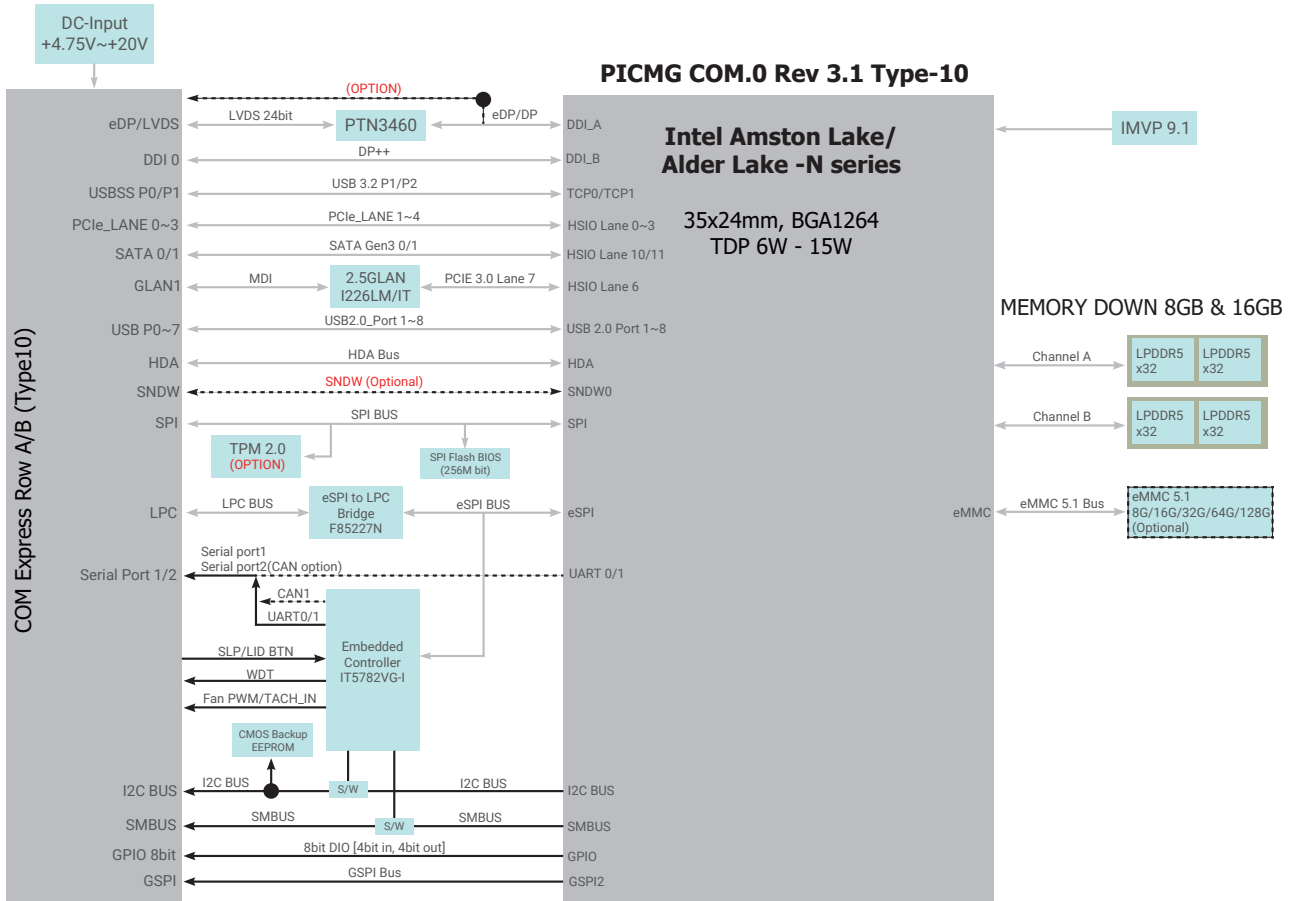 DC-Input
+4.75V~+20V
PICMG COM.0 Rev 3.1 Type-10
(OPTION)
eDP/LVDS
LVDS 24bit
PTN3460
eDP/DP
DDI_A
Intel Amston Lake/
Alder Lake -N series
IMVP 9.1
DDI 0
DP++
DDI_B
USBSS P0/P1
USB 3.2 P1/P2
TCP0/TCP1
PCIe_LANE 0~3
PCIe_LANE 1~4
HSIO Lane 0~3
35x24mm, BGA1264
TDP 6W - 15W
SATA 0/1
SATA Gen3 0/1
HSIO Lane 10/11
GLAN1
MDI
2.5GLAN
I226LM/IT
PCIE 3.0 Lane 7
HSIO Lane 6
MEMORY DOWN 8GB & 16GB
USB P0~7
USB2.0_Port 1~8
USB 2.0 Port 1~8
HDA
HDA Bus
HDA
Channel A
LPDDR5
x32
LPDDR5
x32
SNDW
SNDW (Optional)
SNDW0
SPI
SPI BUS
SPI
Channel B
LPDDR5
x32
LPDDR5
x32
TPM 2.0
(OPTION)
SPI Flash BIOS
(256M bit)
COM Express Row A/B (Type10)
LPC
LPC BUS
eSPI to LPC
Bridge
F85227N
eSPI BUS
eSPI
eMMC
eMMC 5.1 Bus
eMMC 5.1
8G/16G/32G/64G/128G
(Optional)
Serial port1
Serial port2(CAN option)
Serial Port 1/2
UART 0/1
CAN1
UART0/1
Embedded
Controller
IT5782VG-I
SLP/LID BTN
WDT
Fan PWM/TACH_IN
CMOS Backup
EEPROM
I2C BUS
I2C BUS
S/W
I2C BUS
I2C BUS
SMBUS
SMBUS
S/W
SMBUS
SMBUS
GPIO 8bit
8bit DIO [4bit in, 4bit out]
GPIO
GSPI
GSPI Bus
GSPI2